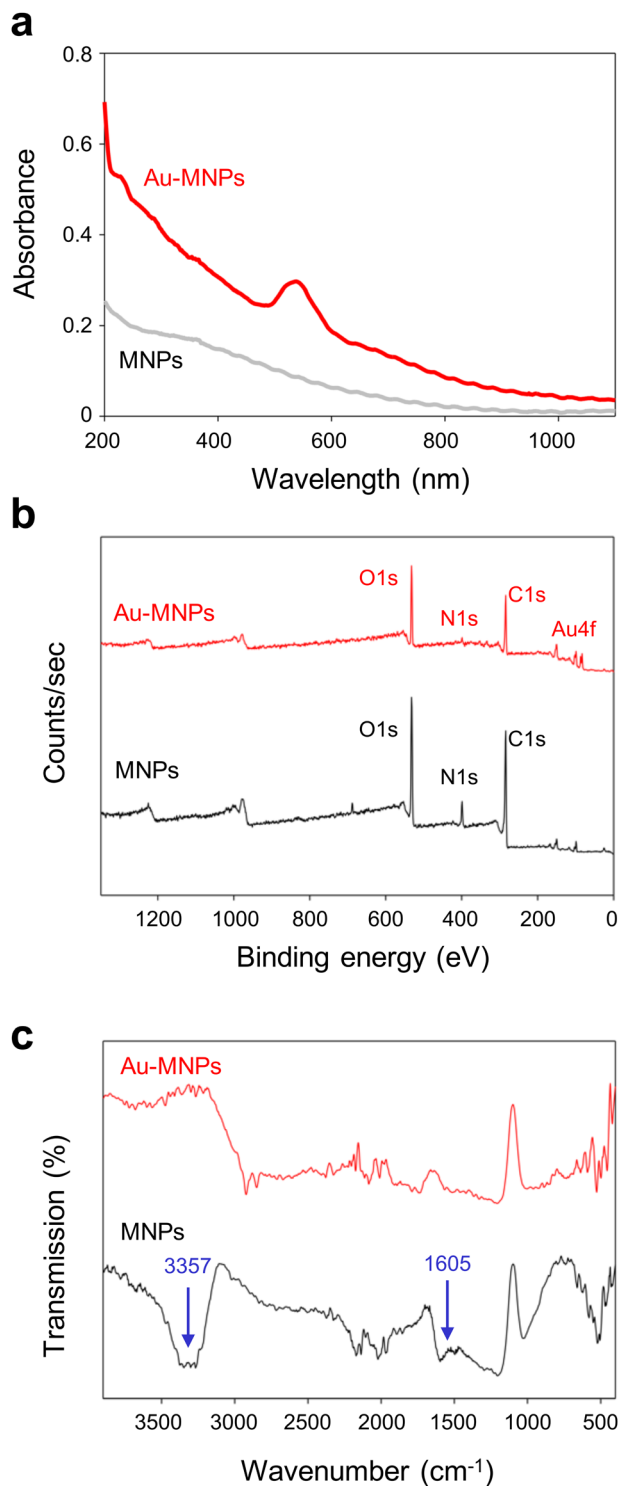 a
0.8
0.6
0.4
0.2
0
Absorbance
Au-MNPs
MNPs
200 400 600 800 1000
Wavelength (nm)
b
Counts/sec
Au-MNPs
O1s
N1s
C1s
Au4f
MNPs
O1s
N1s
C1s
1200 1000 800 600 400 200 0
Binding energy (eV)
c
Transmission (%)
Au-MNPs
MNPs
3357
1605
3500 3000 2500 2000 1500 1000 500
Wavenumber (cm-1)